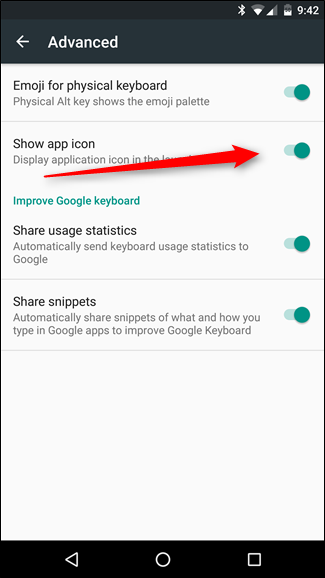 9:42
Advanced
Emoji for physical keyboard
Physical Alt key shows the emoji palette
Show app icon
Display application icon in the
Improve Google keyboard
Share usage statistics
Automatically send keyboard usage statistics to
Google
Share snippets
Automatically share snippets of what and how you
type in Google apps to improve Google Keyboard